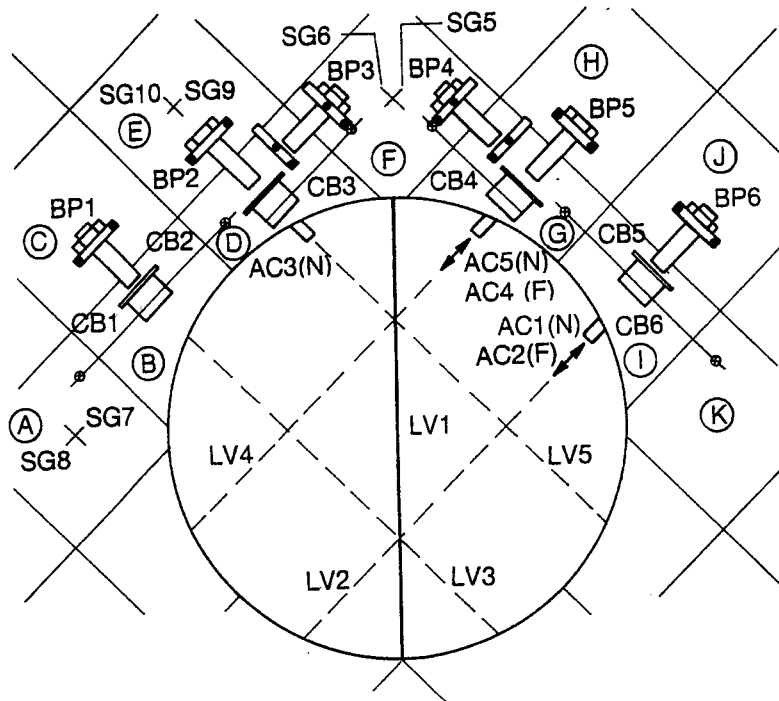 SG6 SG5
BP3 BP4 H
SG10 SG9
BP5
E
F J
BP2 CB3 CB4 BP6
BP1
C
CB2 D G CB5
AC3(N) AC5(N)
AC4 (F)
CB1 AC1(N) CB6
B AC2(F) I
A SG7 K
SG8 LV4 LV1 LV5
LV2 LV3